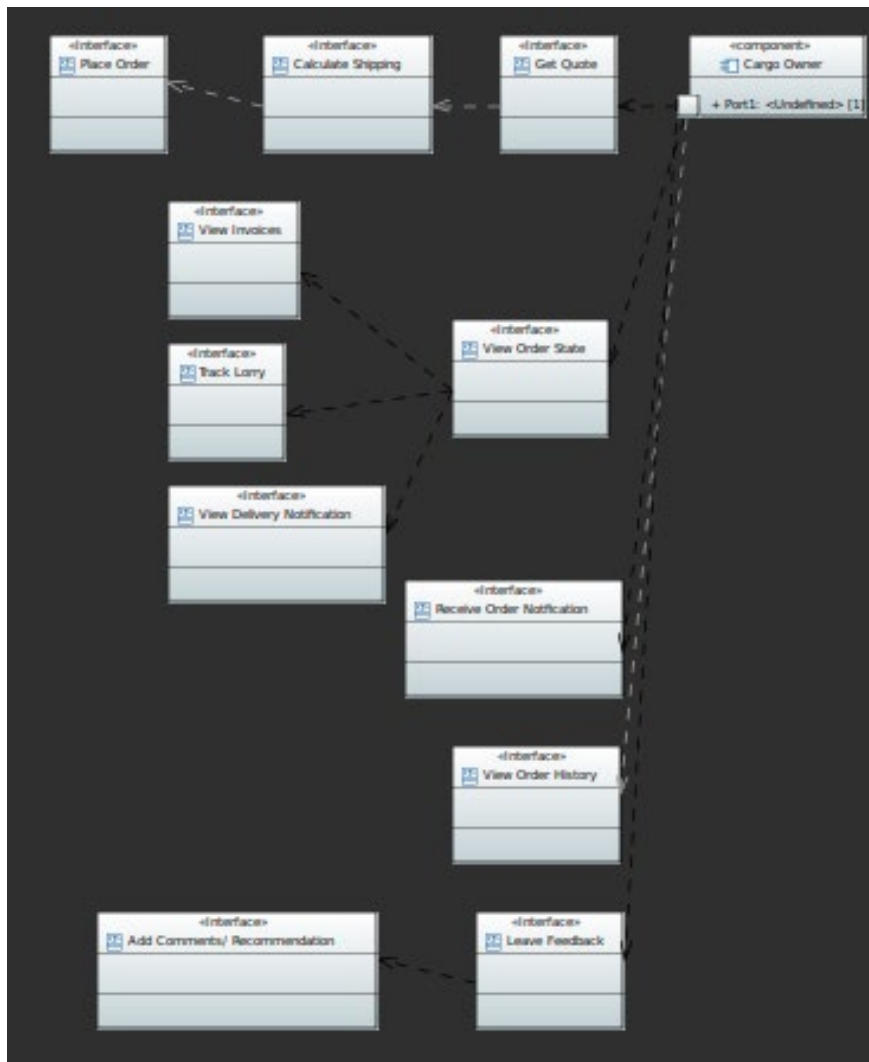 «Interface»
Place Order
«Interface»
Calculate Shipping
«Interface»
Get Quote
«component»
Cargo Owner
+ Port1: <Undefined> [1]
«Interface»
View Invoices
«Interface»
View Order State
«Interface»
Track Lorry
«Interface»
View Delivery Notification
«Interface»
Receive Order Notfication
«Interface»
View Order History
«Interface»
Add Comments/ Recommendation
«Interface»
Leave Feedback